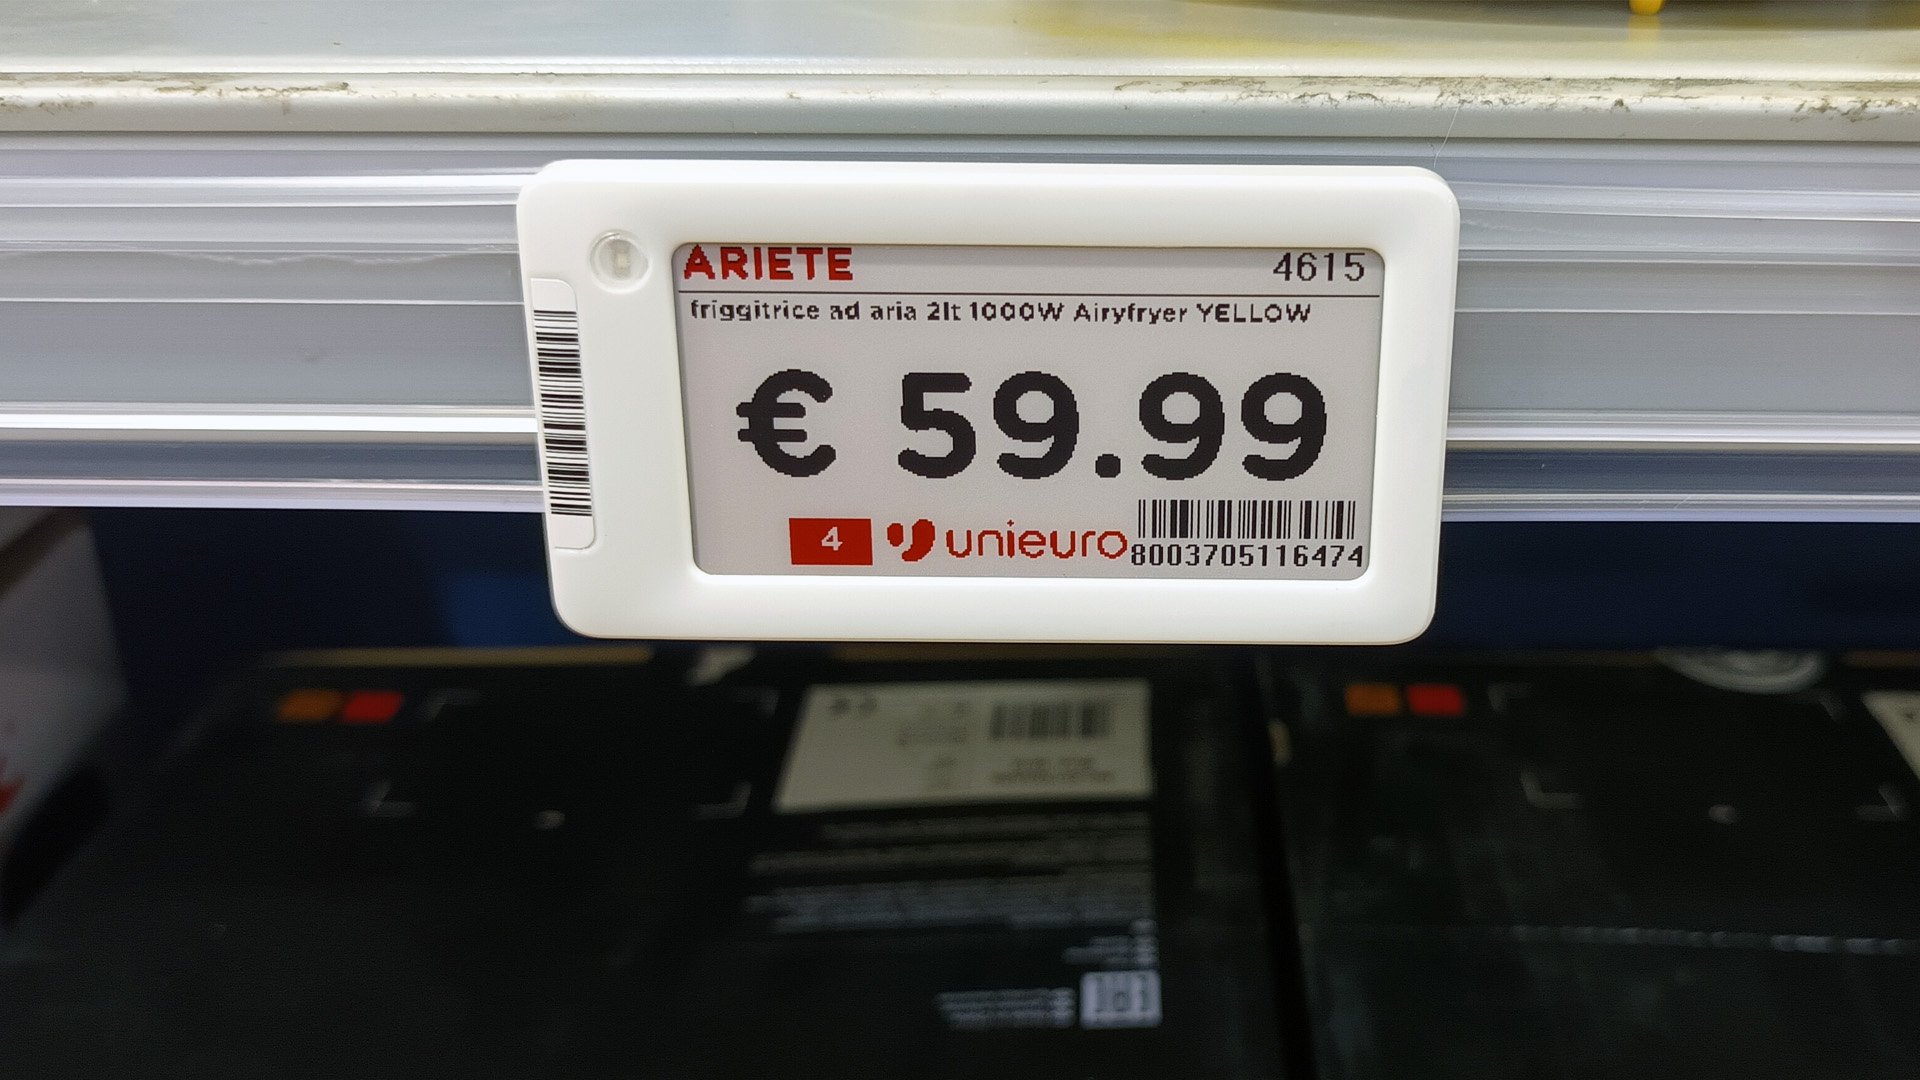 ARIETE 4615
friggitrice ad aria 2lt 1000W Airyfryer YELLOW
€ 59.99
4 unieuro 8003705116474